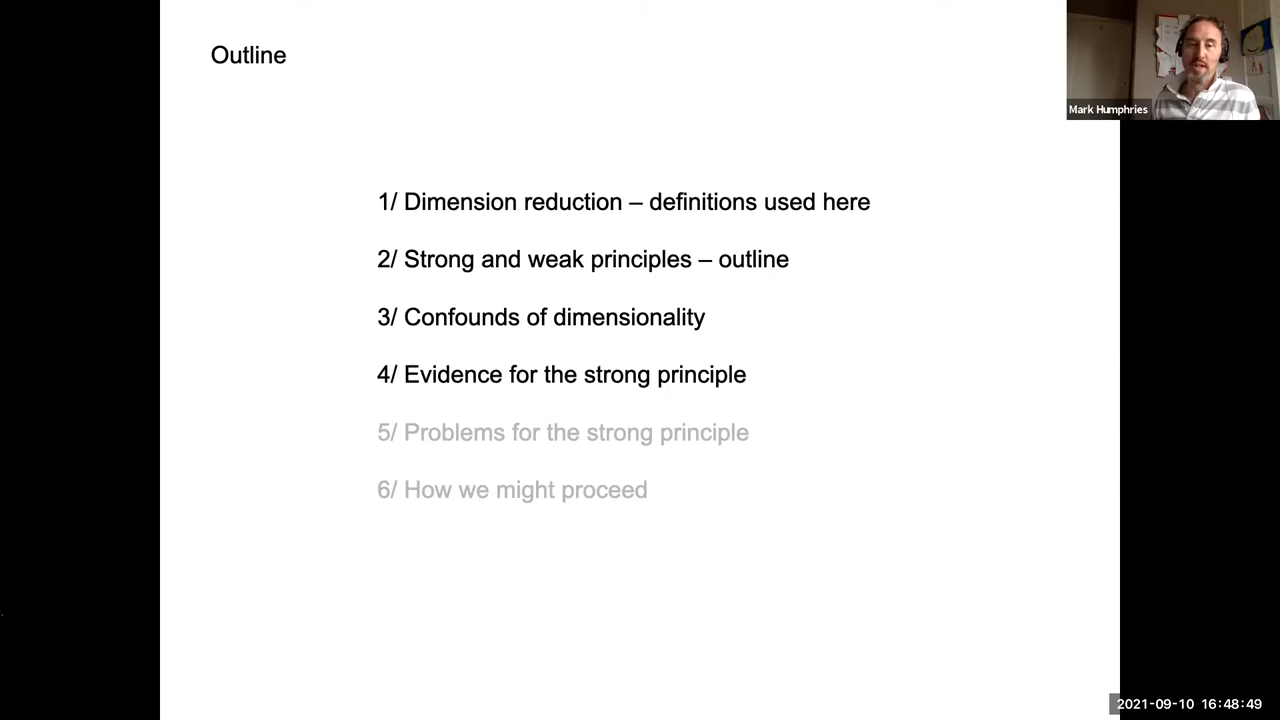 Outline
Mark Humphries
1/ Dimension reduction – definitions used here
2/ Strong and weak principles – outline
3/ Confounds of dimensionality
4/ Evidence for the strong principle
5/ Problems for the strong principle
6/ How we might proceed
2021-09-10 16:48:49